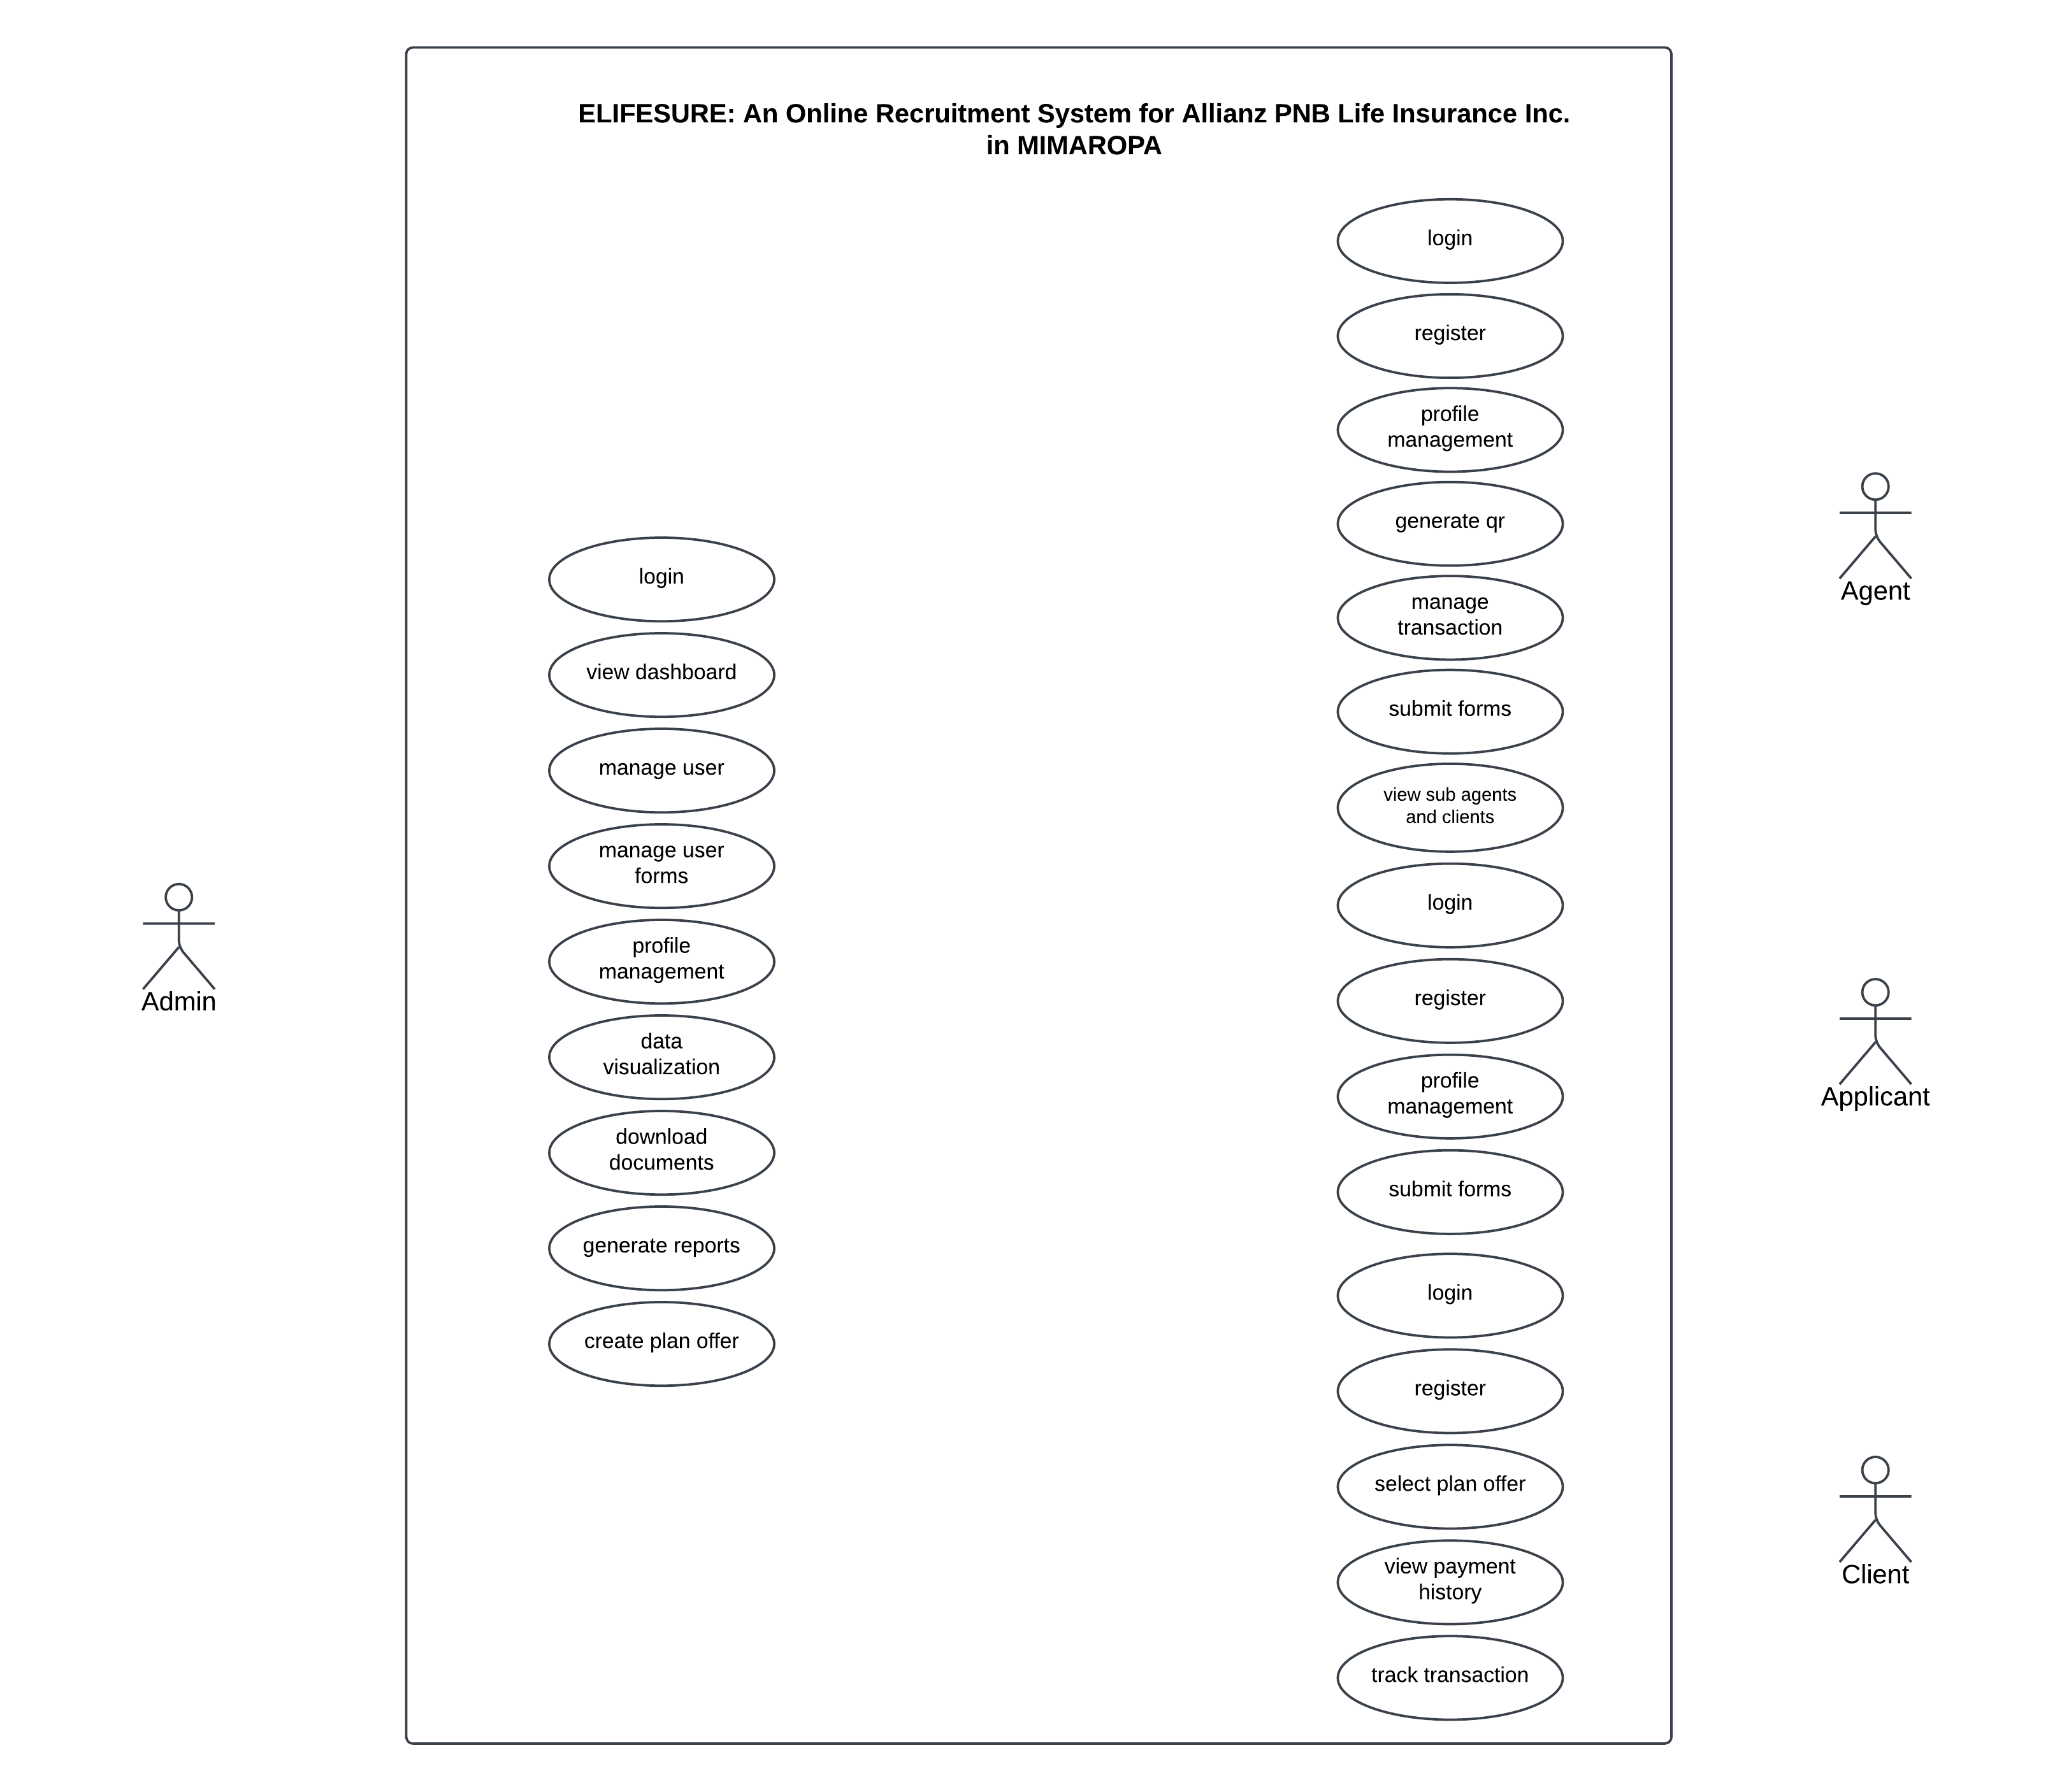 ELIFESURE: An Online Recruitment System for Allianz PNB Life Insurance Inc.
in MIMAROPA
Admin
login
view dashboard
manage user
manage user
forms
profile
management
data
visualization
download
documents
generate reports
create plan offer
login
register
profile
management
generate qr
manage
transaction
submit forms
view sub agents
and clients
login
register
profile
management
submit forms
login
register
select plan offer
view payment
history
track transaction
Agent
Applicant
Client